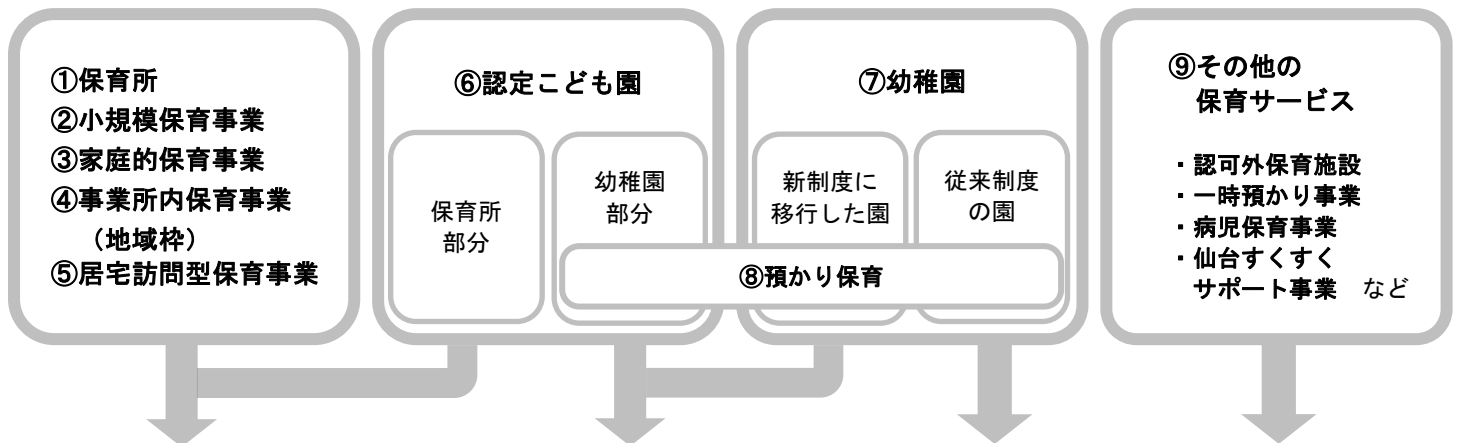 ①保育所
②小規模保育事業
③家庭的保育事業
④事業所内保育事業
（地域枠）
⑤居宅訪問型保育事業
⑥認定こども園
保育所
部分
幼稚園
部分
⑦幼稚園
新制度に
移行した園
従来制度
の園
⑧預かり保育
⑨その他の
保育サービス
・認可外保育施設
・一時預かり事業
・病児保育事業
・仙台すくすく
サポート事業　など